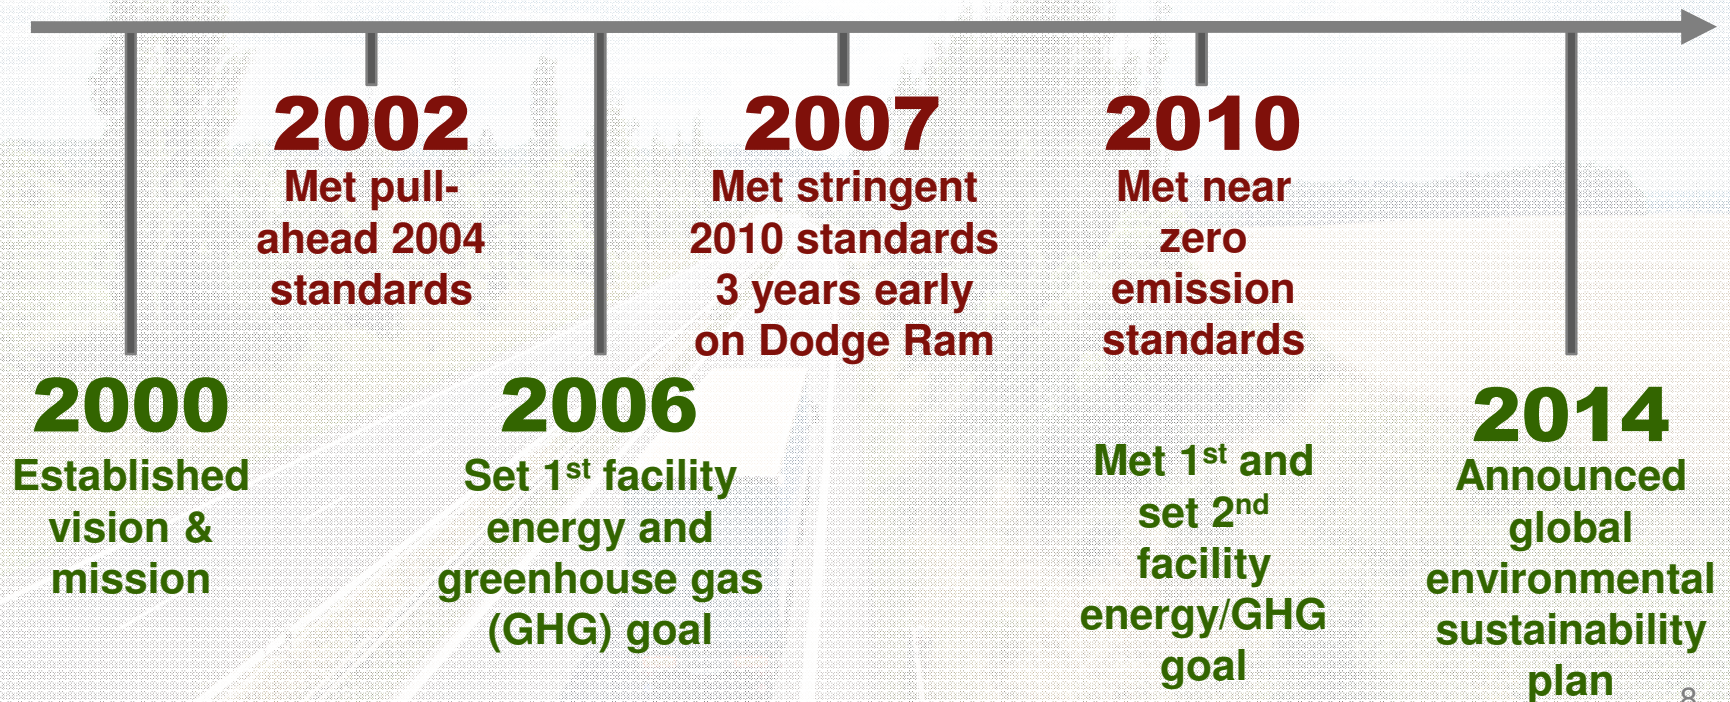 2000
Established
vision &
mission
2002
Met pull-
ahead 2004
standards
2006
Set 1st facility
energy and
greenhouse gas
(GHG) goal
2007
Met stringent
2010 standards
3 years early
on Dodge Ram
2010
Met near
zero
emission
standards
Met 1st and
set 2nd
facility
energy/GHG
goal
2014
Announced
global
environmental
sustainability
plan
8